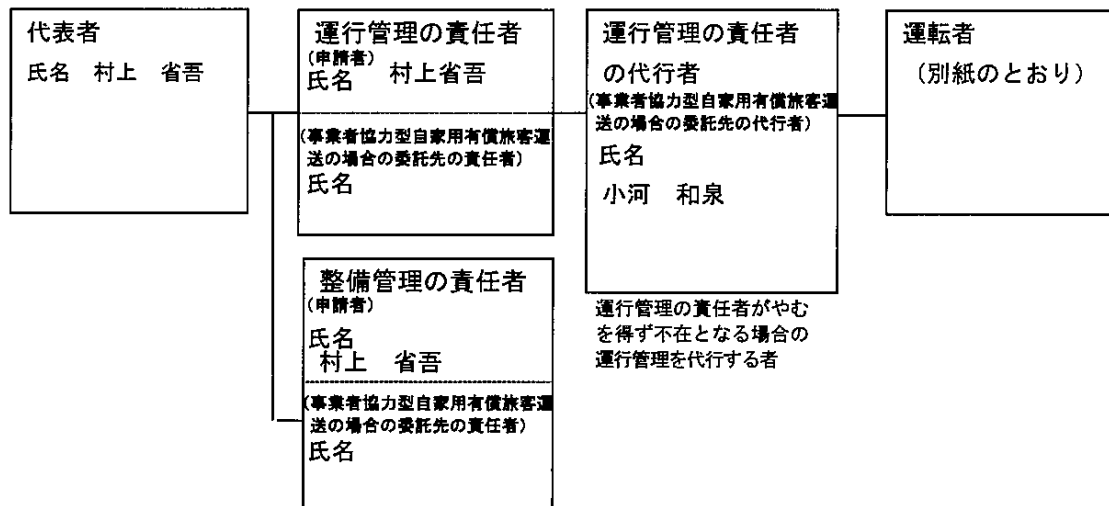 代表者
氏名 村上 省吾
運行管理の責任者
(申請者)
氏名 村上省吾
(事業者協力型自家用有償旅客運
送の場合の委託先の責任者)
氏名
整備管理の責任者
(申請者)
氏名
村上 省吾
(事業者協力型自家用有償旅客運
送の場合の委託先の責任者)
氏名
運行管理の責任者
の代行者
(事業者協力型自家用有償旅客運
送の場合の委託先の代行者)
氏名
小河 和泉
運行管理の責任者がやむ
を得ず不在となる場合の
運行管理を代行する者
運転者
(別紙のとおり)